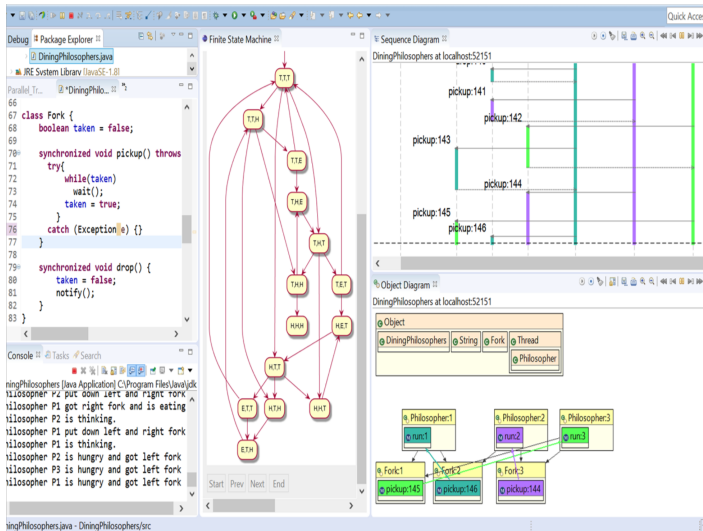 Quick Acce
Debug
Package Explorer
DiningPhilosophers.java
JRE System Library [JavaSE-1.8]
Parallel_Tr...
*DiningPhilo...
66
67 class Fork {
68 boolean taken = false;
69
70 synchronized void pickup() throws
71 try{
72 while(taken)
73 wait();
74 taken = true;
75 }
76 catch (Exception e) {}
77 }
78
79 synchronized void drop() {
80 taken = false;
81 notify();
82 }
83 }
Console
Tasks
Search
ningPhilosophers [Java Application] C:\Program Files\Java\jdk
hilosopher P2 put down left and right fork
hilosopher P1 got right fork and is eating
hilosopher P2 is thinking.
hilosopher P1 put down left and right fork
hilosopher P1 is thinking.
hilosopher P2 is hungry and got left fork
hilosopher P3 is hungry and got left fork
hilosopher P1 is hungry and got left fork
ningPhilosophers.java - DiningPhilosophers/src
Finite State Machine
T,T,T
T,T,H
T,T,E
T,H,E
T,H,T
T,H,H
T,E,T
H,H,H
H,E,T
H,T,T
E,T,T
H,T,H
H,H,T
E,T,H
Start
Prev
Next
End
Sequence Diagram
DiningPhilosophers at localhost:52151
pickup:141
pickup:142
pickup:143
pickup:144
pickup:145
pickup:146
Object Diagram
DiningPhilosophers at localhost:52151
Object
DiningPhilosophers
String
Fork
Thread
Philosopher
Philosopher:1
run:1
Philosopher:2
run:2
Philosopher:3
run:3
Fork:1
pickup:145
Fork:2
pickup:146
Fork:3
pickup:144